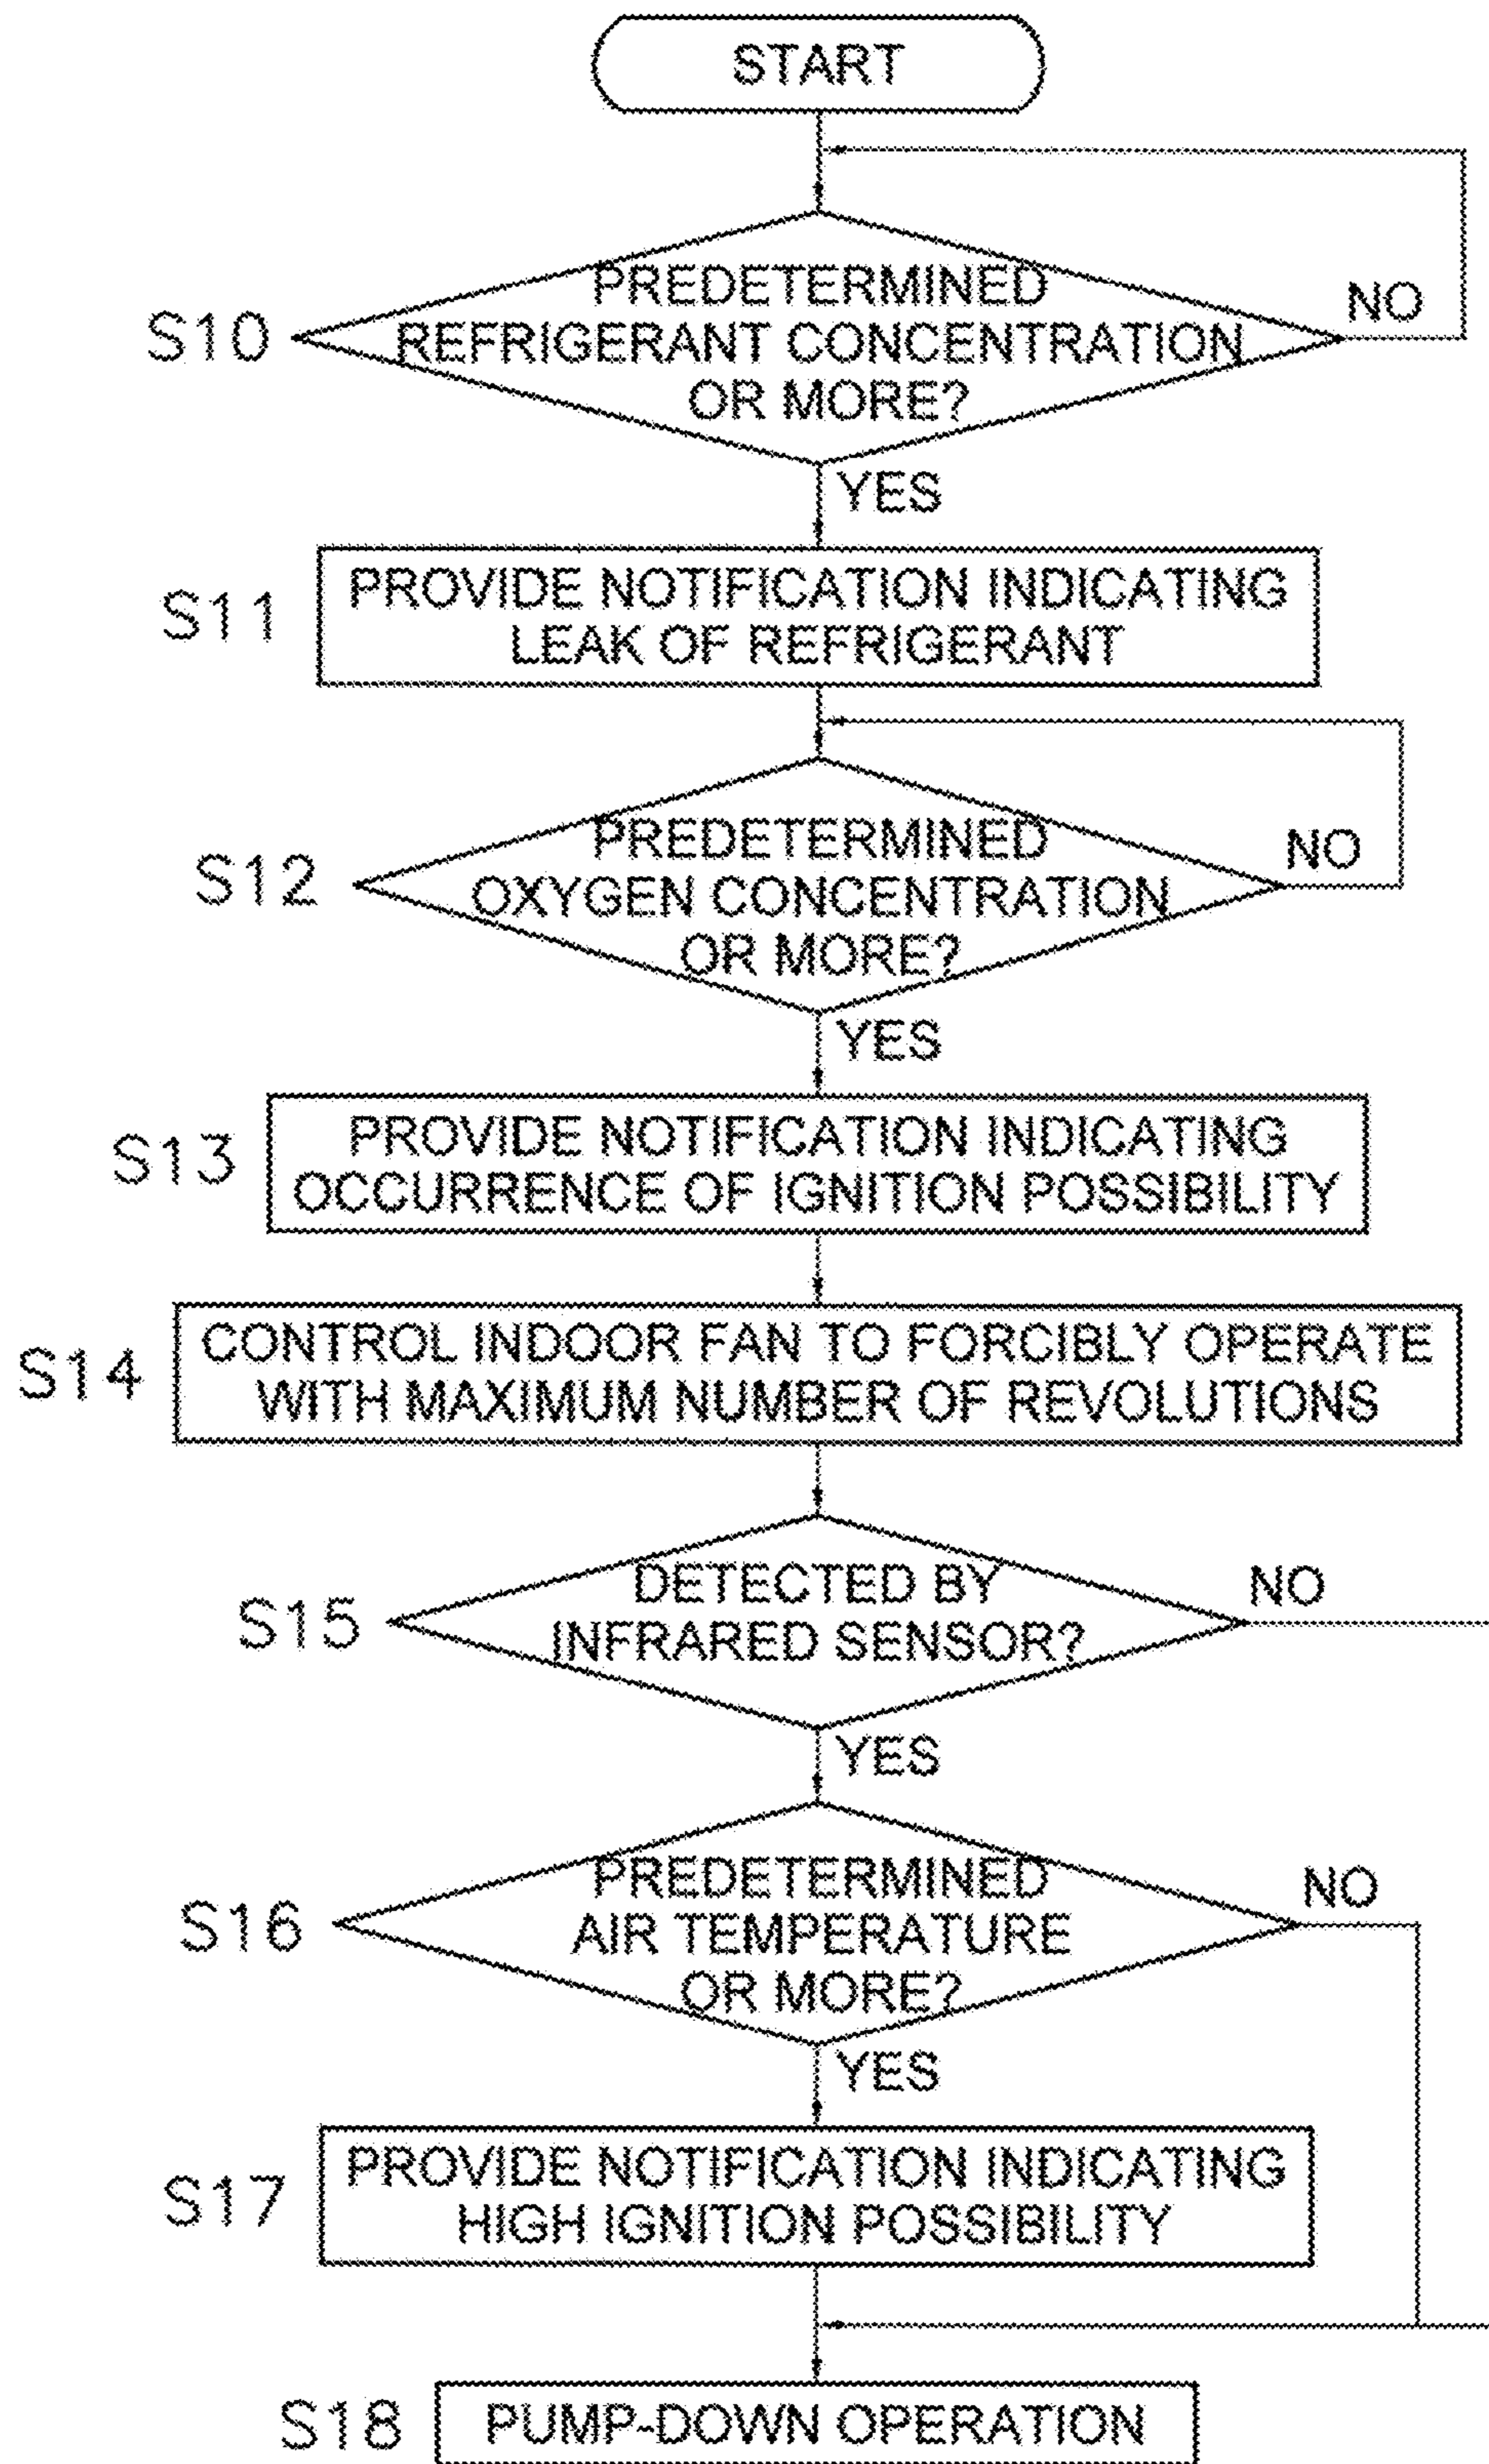 START
PREDETERMINED
REFRIGERANT CONCENTRATION
OR MORE?
S10
NO
YES
S11
PROVIDE NOTIFICATION INDICATING
LEAK OF REFRIGERANT
PREDETERMINED
OXYGEN CONCENTRATION
OR MORE?
S12
NO
YES
S13
PROVIDE NOTIFICATION INDICATING
OCCURRENCE OF IGNITION POSSIBILITY
S14
CONTROL INDOOR FAN TO FORCIBLY OPERATE
WITH MAXIMUM NUMBER OF REVOLUTIONS
S15
DETECTED BY
INFRARED SENSOR?
NO
YES
S16
PREDETERMINED
AIR TEMPERATURE
OR MORE?
NO
YES
S17
PROVIDE NOTIFICATION INDICATING
HIGH IGNITION POSSIBILITY
S18
PUMP-DOWN OPERATION